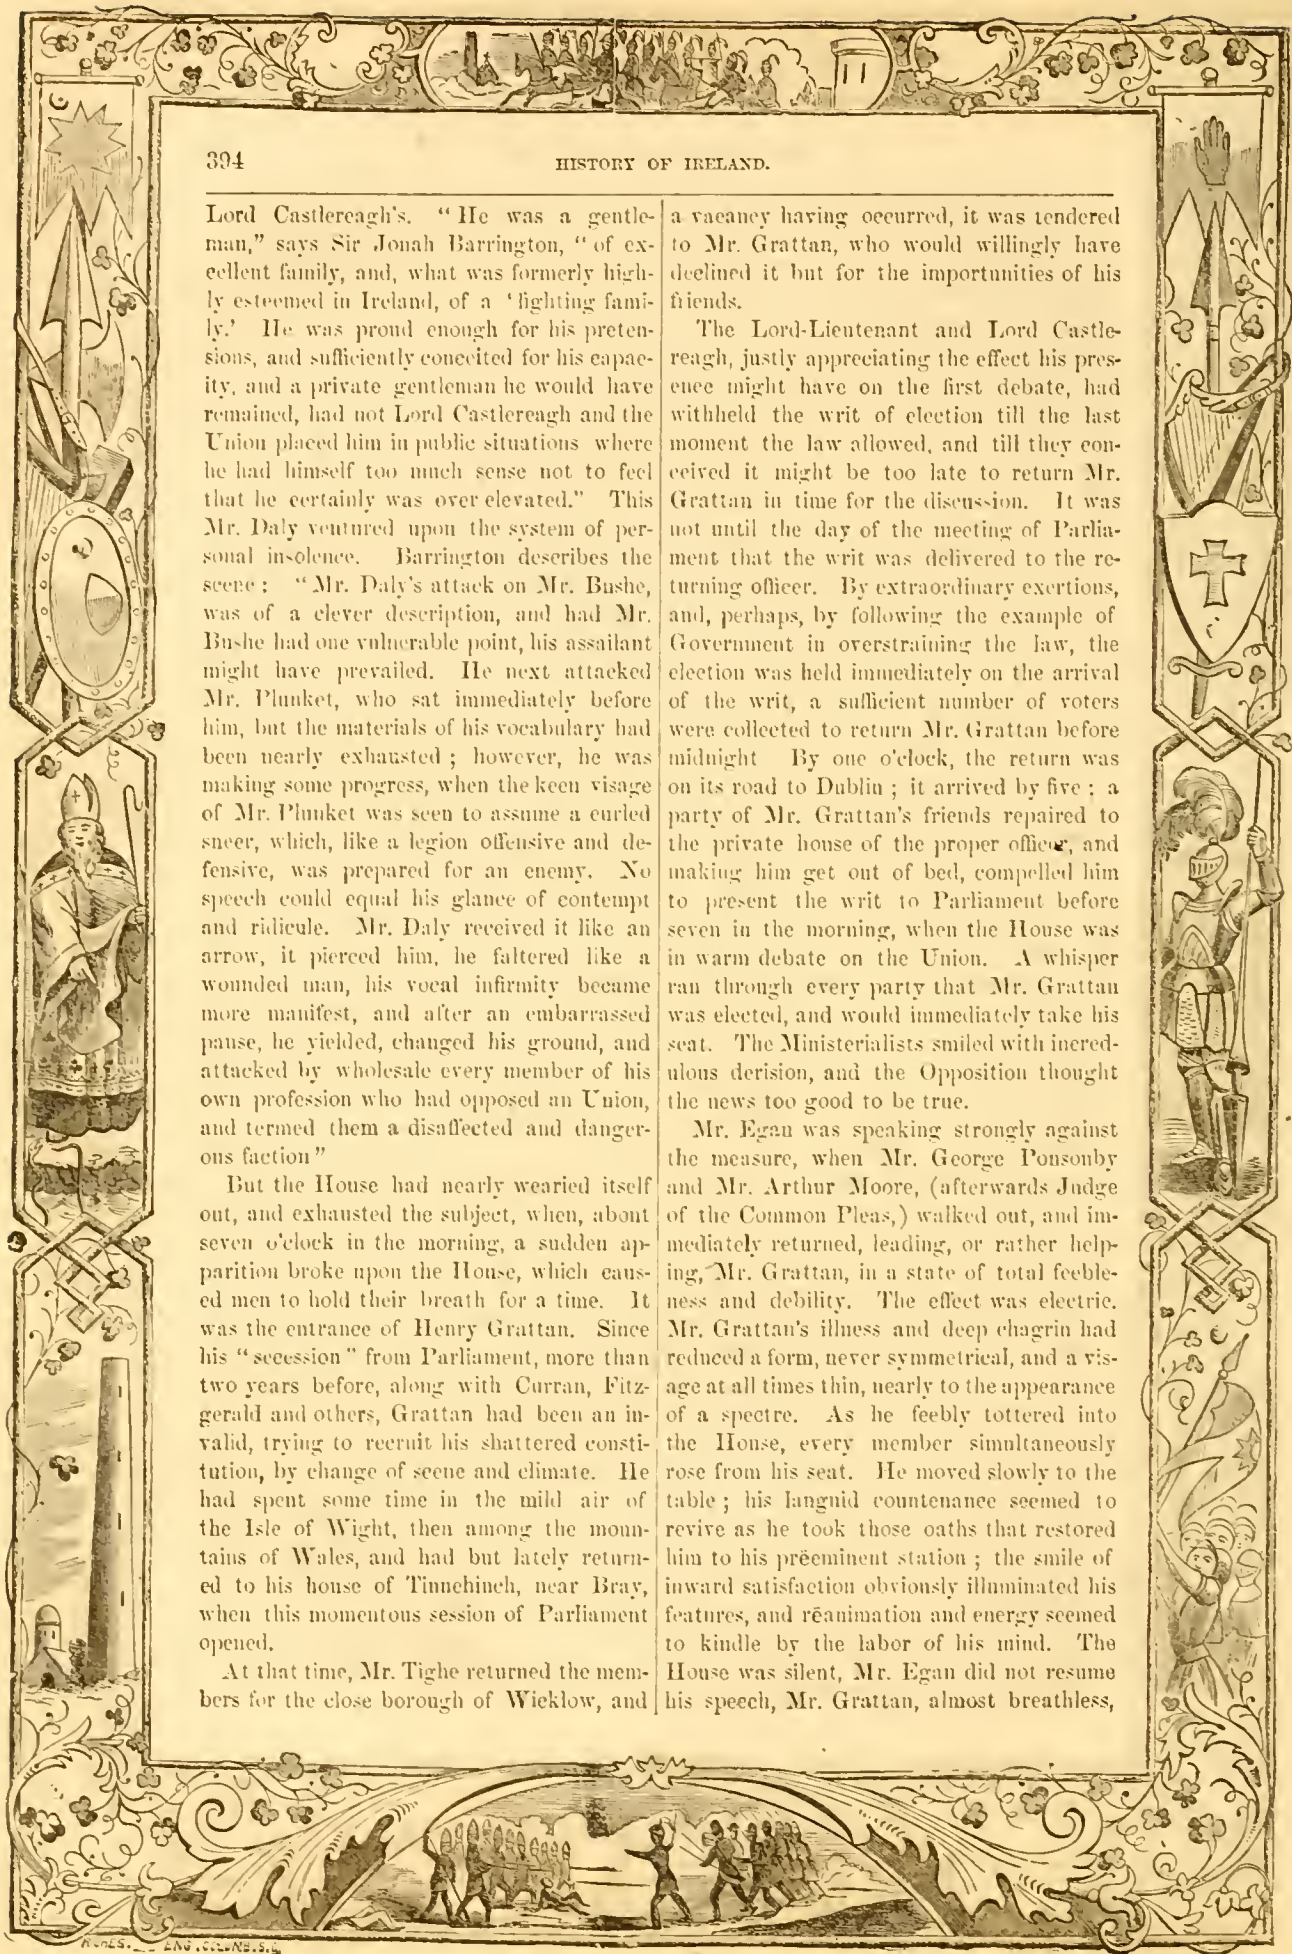 394
HISTORY OF IRELAND.
Lord Castlereagh's. "He was a gentle-
man," says Sir Jonah Barrington, "of ex-
cellent family, and, what was formerly high-
ly esteemed in Ireland, of a 'fighting fami-
ly.' He was proud enough for his preten-
sions, and sufficiently conceited for his capac-
ity, and a private gentleman he would have
remained, had not Lord Castlereagh and the
Union placed him in public situations where
he had himself too much sense not to feel
that he certainly was over elevated." This
Mr. Daly ventured upon the system of per-
sonal insolence. Barrington describes the
scene: "Mr. Daly's attack on Mr. Bushe,
was of a clever description, and had Mr.
Bushe had one vulnerable point, his assailant
might have prevailed. He next attacked
Mr. Plunket, who sat immediately before
him, but the materials of his vocabulary had
been nearly exhausted; however, he was
making some progress, when the keen visage
of Mr. Plunket was seen to assume a curled
sneer, which, like a legion offensive and de-
fensive, was prepared for an enemy. No
speech could equal his glance of contempt
and ridicule. Mr. Daly received it like an
arrow, it pierced him, he faltered like a
wounded man, his vocal infirmity became
more manifest, and after an embarrassed
pause, he yielded, changed his ground, and
attacked by wholesale every member of his
own profession who had opposed an Union,
and termed them a disaffected and danger-
ous faction"
But the House had nearly wearied itself
out, and exhausted the subject, when, about
seven o'clock in the morning, a sudden ap-
parition broke upon the House, which caus-
ed men to hold their breath for a time. It
was the entrance of Henry Grattan. Since
his "secession" from Parliament, more than
two years before, along with Curran, Fitz-
gerald and others, Grattan had been an in-
valid, trying to recruit his shattered consti-
tution, by change of scene and climate. He
had spent some time in the mild air of
the Isle of Wight, then among the moun-
tains of Wales, and had but lately return-
ed to his house of Tinnehinch, near Bray,
when this momentous session of Parliament
opened.
At that time, Mr. Tighe returned the mem-
bers for the close borough of Wicklow, and
a vacancy having occurred, it was tendered
to Mr. Grattan, who would willingly have
declined it but for the importunities of his
friends.
The Lord-Lieutenant and Lord Castle-
reagh, justly appreciating the effect his pres-
ence might have on the first debate, had
withheld the writ of election till the last
moment the law allowed, and till they con-
ceived it might be too late to return Mr.
Grattan in time for the discussion. It was
not until the day of the meeting of Parlia-
ment that the writ was delivered to the re-
turning officer. By extraordinary exertions,
and, perhaps, by following the example of
Government in overstraining the law, the
election was held immediately on the arrival
of the writ, a sufficient number of voters
were collected to return Mr. Grattan before
midnight By one o'clock, the return was
on its road to Dublin; it arrived by five; a
party of Mr. Grattan's friends repaired to
the private house of the proper officer, and
making him get out of bed, compelled him
to present the writ to Parliament before
seven in the morning, when the House was
in warm debate on the Union. A whisper
ran through every party that Mr. Grattan
was elected, and would immediately take his
seat. The Ministerialists smiled with incred-
ulous derision, and the Opposition thought
the news too good to be true.
Mr. Egan was speaking strongly against
the measure, when Mr. George Ponsonby
and Mr. Arthur Moore, (afterwards Judge
of the Common Pleas,) walked out, and im-
mediately returned, leading, or rather help-
ing, Mr. Grattan, in a state of total feeble-
ness and debility. The effect was electric.
Mr. Grattan's illness and deep chagrin had
reduced a form, never symmetrical, and a vis-
age at all times thin, nearly to the appearance
of a spectre. As he feebly tottered into
the House, every member simultaneously
rose from his seat. He moved slowly to the
table; his languid countenance seemed to
revive as he took those oaths that restored
him to his prëeminent station; the smile of
inward satisfaction obviously illuminated his
features, and rëanimation and energy seemed
to kindle by the labor of his mind. The
House was silent, Mr. Egan did not resume
his speech, Mr. Grattan, almost breathless,